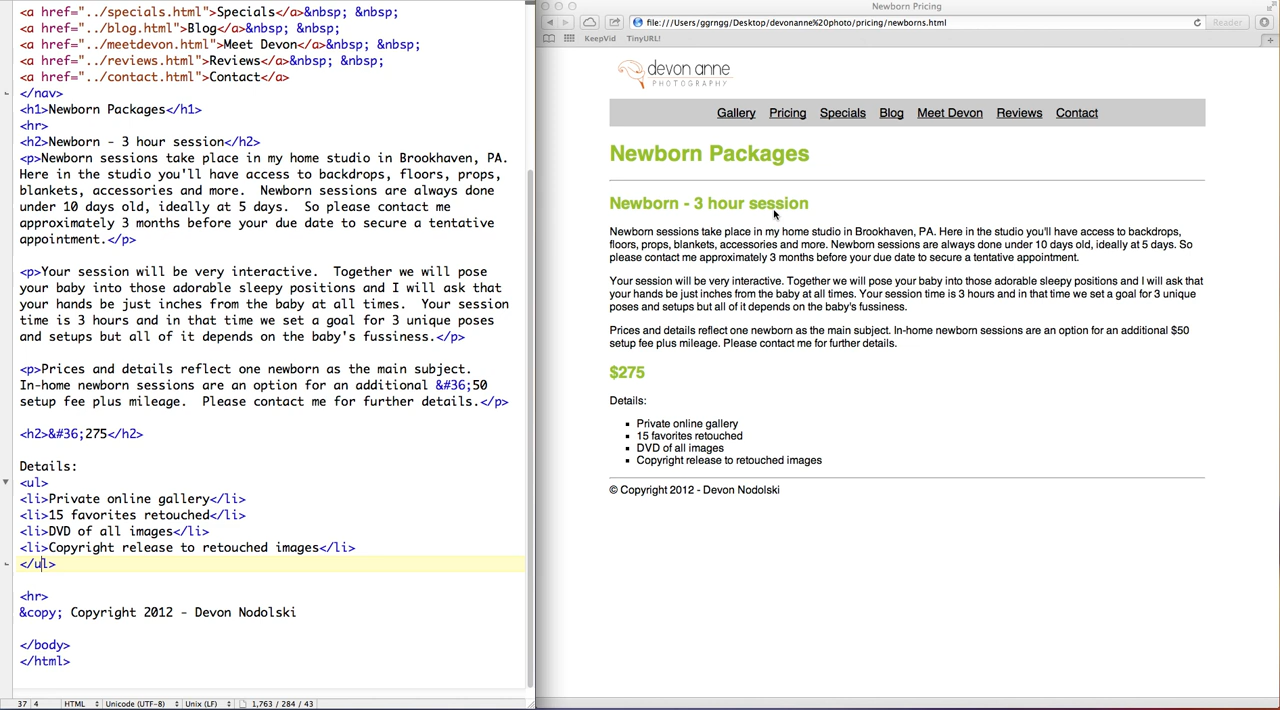 <a href="../specials.html">Specials</a>&nbsp; &nbsp;
<a href="../blog.html">Blog</a>&nbsp; &nbsp;
<a href="../meetdevon.html">Meet Devon</a>&nbsp; &nbsp;
<a href="../reviews.html">Reviews</a>&nbsp; &nbsp;
<a href="../contact.html">Contact</a>
</nav>
<h1>Newborn Packages</h1>
<hr>
<h2>Newborn - 3 hour session</h2>
<p>Newborn sessions take place in my home studio in Brookhaven, PA.
Here in the studio you'll have access to backdrops, floors, props,
blankets, accessories and more.  Newborn sessions are always done
under 10 days old, ideally at 5 days.  So please contact me
approximately 3 months before your due date to secure a tentative
appointment.</p>
<p>Your session will be very interactive.  Together we will pose
your baby into those adorable sleepy positions and I will ask that
your hands be just inches from the baby at all times.  Your session
time is 3 hours and in that time we set a goal for 3 unique poses
and setups but all of it depends on the baby's fussiness.</p>
<p>Prices and details reflect one newborn as the main subject.
In-home newborn sessions are an option for an additional &#36;50
setup fee plus mileage.  Please contact me for further details.</p>
<h2>&#36;275</h2>
Details:
<ul>
<li>Private online gallery</li>
<li>15 favorites retouched</li>
<li>DVD of all images</li>
<li>Copyright release to retouched images</li>
</ul>
<hr>
&copy; Copyright 2012 - Devon Nodolski
</body>
</html>
37 4 HTML Unicode (UTF-8) Unix (LF) 1,763 / 284 / 43
Newborn Pricing
file:///Users/ggrngg/Desktop/devonanne%20photo/pricing/newborns.html
Reader
KeepVid TinyURL!
devon anne
PHOTOGRAPHY
Gallery Pricing Specials Blog Meet Devon Reviews Contact
Newborn Packages
Newborn - 3 hour session
Newborn sessions take place in my home studio in Brookhaven, PA. Here in the studio you'll have access to backdrops,
floors, props, blankets, accessories and more. Newborn sessions are always done under 10 days old, ideally at 5 days. So
please contact me approximately 3 months before your due date to secure a tentative appointment.
Your session will be very interactive. Together we will pose your baby into those adorable sleepy positions and I will ask that
your hands be just inches from the baby at all times. Your session time is 3 hours and in that time we set a goal for 3 unique
poses and setups but all of it depends on the baby's fussiness.
Prices and details reflect one newborn as the main subject. In-home newborn sessions are an option for an additional $50
setup fee plus mileage. Please contact me for further details.
$275
Details:
Private online gallery
15 favorites retouched
DVD of all images
Copyright release to retouched images
© Copyright 2012 - Devon Nodolski